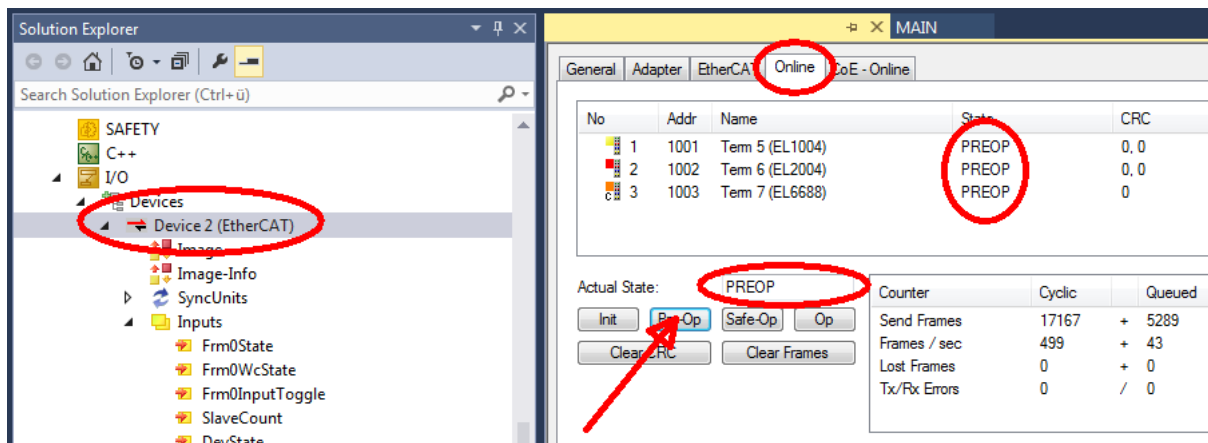 Solution Explorer
Search Solution Explorer (Ctrl+ü)
SAFETY
C++
I/O
Devices
Device 2 (EtherCAT)
Image
Image-Info
SyncUnits
Inputs
Frm0State
Frm0WcState
Frm0InputToggle
SlaveCount
DevState
MAIN
General Adapter EtherCAT Online CoE - Online
No Addr Name State CRC
1 1001 Term 5 (EL1004) PREOP 0, 0
2 1002 Term 6 (EL2004) PREOP 0, 0
3 1003 Term 7 (EL6688) PREOP 0
Actual State: PREOP
Init Pre-Op Safe-Op Op
Clear CRC Clear Frames
Counter Cyclic Queued
Send Frames 17167 + 5289
Frames / sec 499 + 43
Lost Frames 0 + 0
Tx/Rx Errors 0 / 0